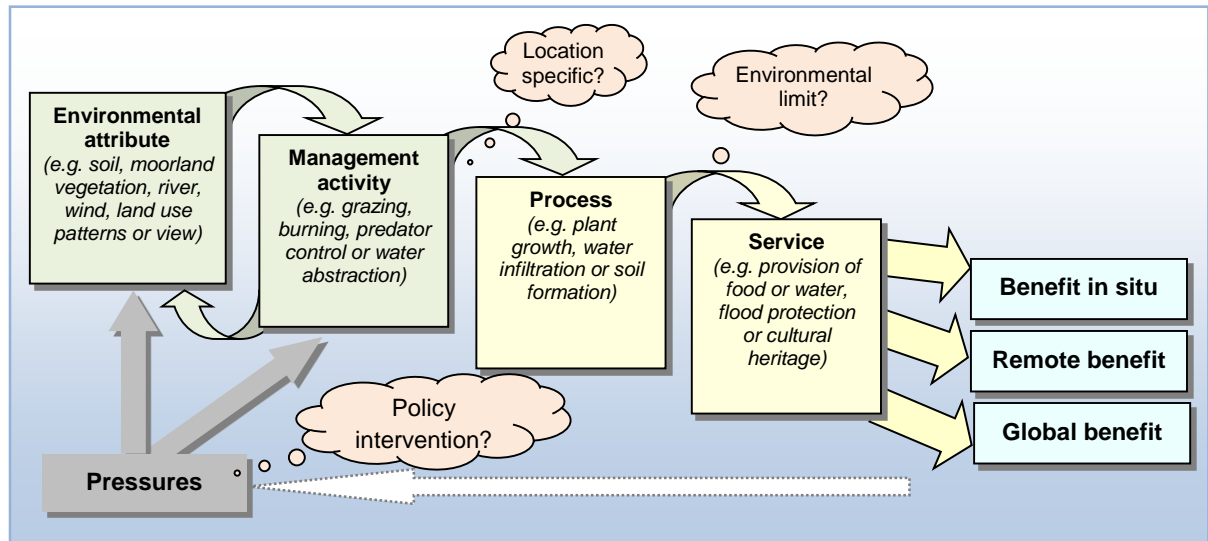 Location
specific?
Environmental
limit?
Environmental
attribute
(e.g. soil, moorland
vegetation, river,
wind, land use
patterns or view)
Management
activity
(e.g. grazing,
burning, predator
control or water
abstraction)
Process
(e.g. plant
growth, water
infiltration or soil
formation)
Service
(e.g. provision of
food or water,
flood protection
or cultural
heritage)
Benefit in situ
Remote benefit
Global benefit
Policy
intervention?
Pressures